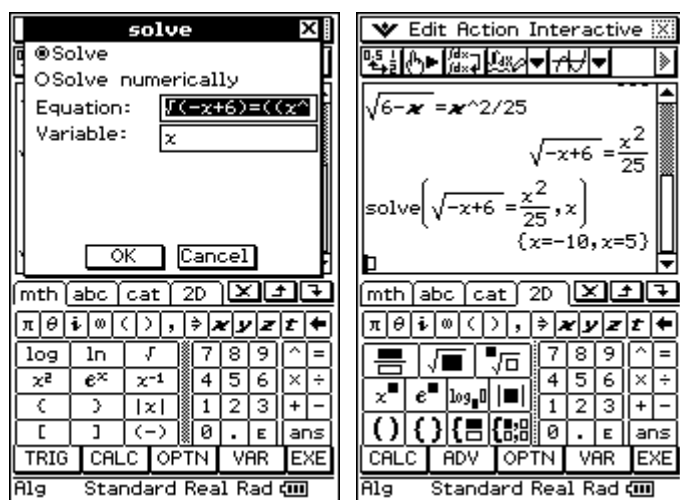 solve
Solve
Solve numerically
Equation: √(-x+6)=((x^
Variable: x
OK Cancel
mth abc cat 2D
π θ i ∞ ( ) , ⇒ x y z t ←
log ln √ 7 8 9 ^ =
x² eˣ x⁻¹ 4 5 6 × ÷
{ } |x| 1 2 3 + −
[ ] (−) 0 . E ans
TRIG CALC OPTN VAR EXE
Alg Standard Real Rad
Edit Action Interactive
√6-x =x^2/25
√-x+6 =x²/25
solve(√-x+6 =x²/25,x)
{x=-10,x=5}
mth abc cat 2D
π θ i ∞ ( ) , ⇒ x y z t ←
√■ ⁿ√□ 7 8 9 ^ =
x■ e■ log■□ |■| 4 5 6 × ÷
1 2 3 + −
() {} 0 . E ans
CALC ADV OPTN VAR EXE
Alg Standard Real Rad